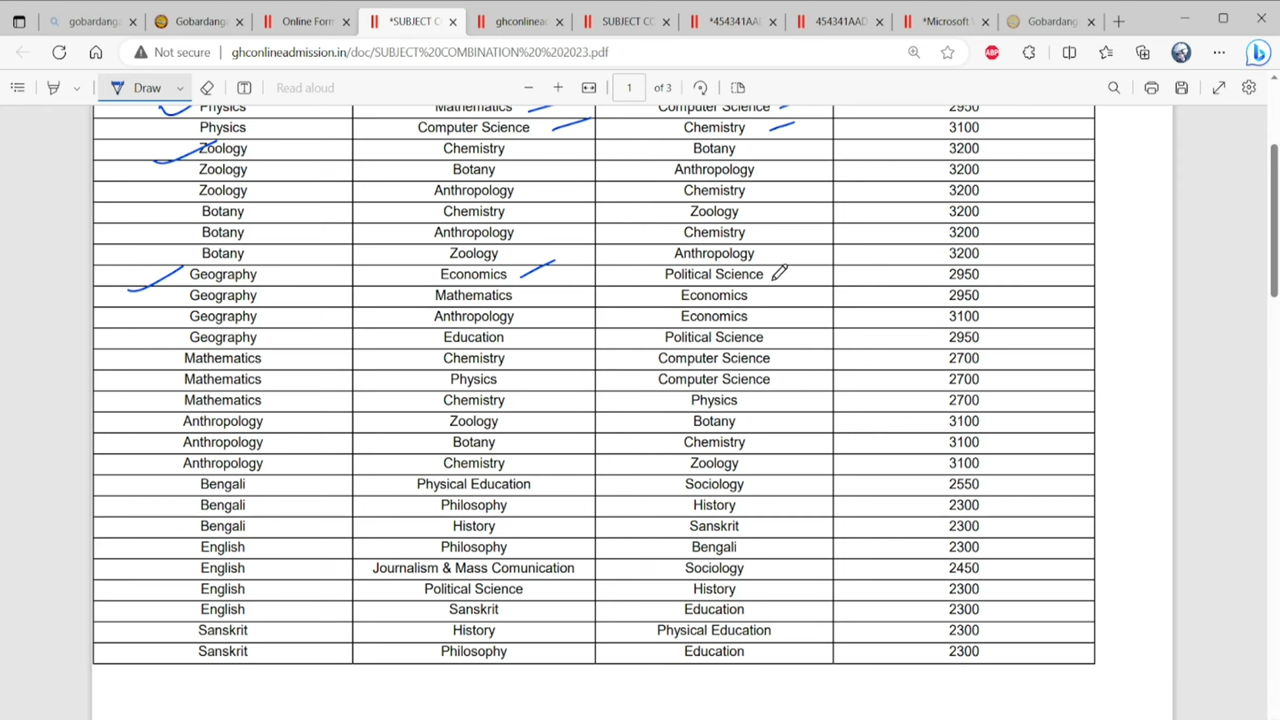 gobardang
Gobardang
Online Form
*SUBJECT C
ghconlinead
SUBJECT CO
*454341AA
454341AAD
*Microsoft
Gobardang
Not secure
ghconlineadmission.in/doc/SUBJECT%20COMBINATION%20%202023.pdf
ABP
Draw
Read aloud
1 of 3
Physics Mathematics Computer Science 2950
Physics Computer Science Chemistry 3100
Zoology Chemistry Botany 3200
Zoology Botany Anthropology 3200
Zoology Anthropology Chemistry 3200
Botany Chemistry Zoology 3200
Botany Anthropology Chemistry 3200
Botany Zoology Anthropology 3200
Geography Economics Political Science 2950
Geography Mathematics Economics 2950
Geography Anthropology Economics 3100
Geography Education Political Science 2950
Mathematics Chemistry Computer Science 2700
Mathematics Physics Computer Science 2700
Mathematics Chemistry Physics 2700
Anthropology Zoology Botany 3100
Anthropology Botany Chemistry 3100
Anthropology Chemistry Zoology 3100
Bengali Physical Education Sociology 2550
Bengali Philosophy History 2300
Bengali History Sanskrit 2300
English Philosophy Bengali 2300
English Journalism & Mass Comunication Sociology 2450
English Political Science History 2300
English Sanskrit Education 2300
Sanskrit History Physical Education 2300
Sanskrit Philosophy Education 2300